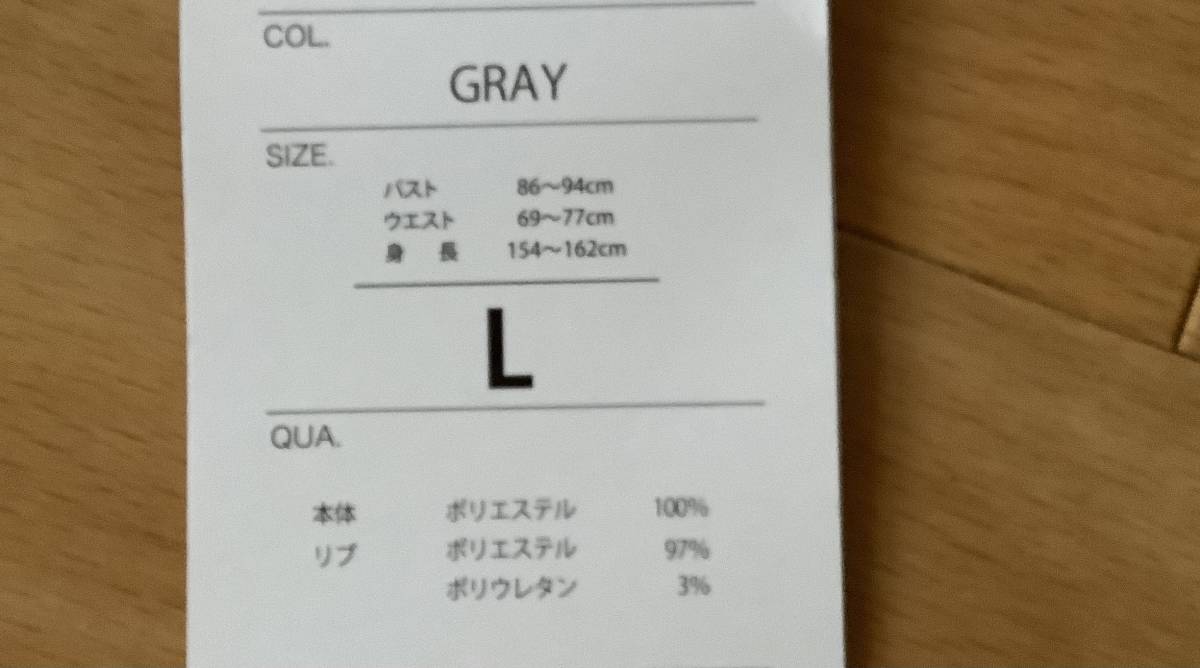 COL.
GRAY
SIZE.
バスト 86～94cm
ウエスト 69～77cm
身 長 154～162cm
L
QUA.
本体 ポリエステル 100%
リブ ポリエステル 97%
ポリウレタン 3%